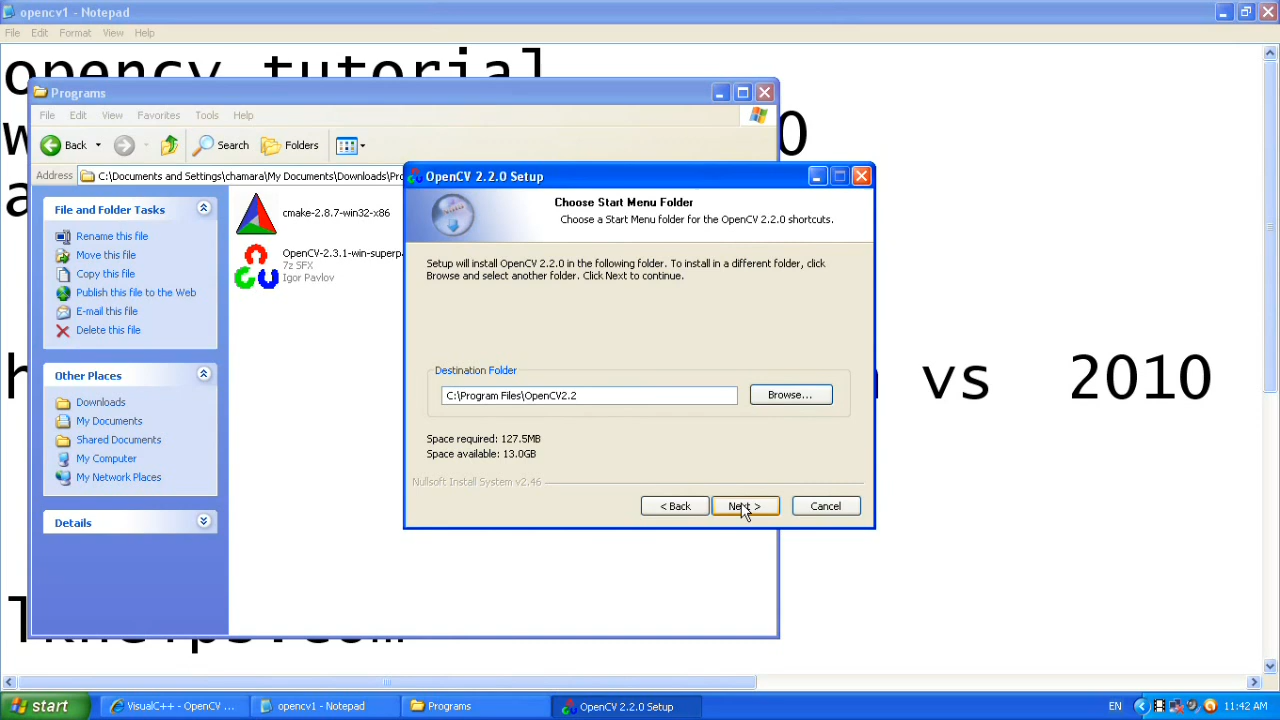 opencv1 - Notepad
File Edit Format View Help
opencv tutorial
Programs
File Edit View Favorites Tools Help
Back Search Folders
Address C:\Documents and Settings\chamara\My Documents\Downloads\Pro
File and Folder Tasks
Rename this file
Move this file
Copy this file
Publish this file to the Web
E-mail this file
Delete this file
Other Places
Downloads
My Documents
Shared Documents
My Computer
My Network Places
Details
cmake-2.8.7-win32-x86
OpenCV-2.3.1-win-superpa
7z SFX
Igor Pavlov
OpenCV 2.2.0 Setup
Choose Start Menu Folder
Choose a Start Menu folder for the OpenCV 2.2.0 shortcuts.
Setup will install OpenCV 2.2.0 in the following folder. To install in a different folder, click
Browse and select another folder. Click Next to continue.
Destination Folder
C:\Program Files\OpenCV2.2
Browse...
Space required: 127.5MB
Space available: 13.0GB
Nullsoft Install System v2.46
< Back Next > Cancel
vs 2010
start VisualC++ - OpenCV ... opencv1 - Notepad Programs OpenCV 2.2.0 Setup EN 11:42 AM